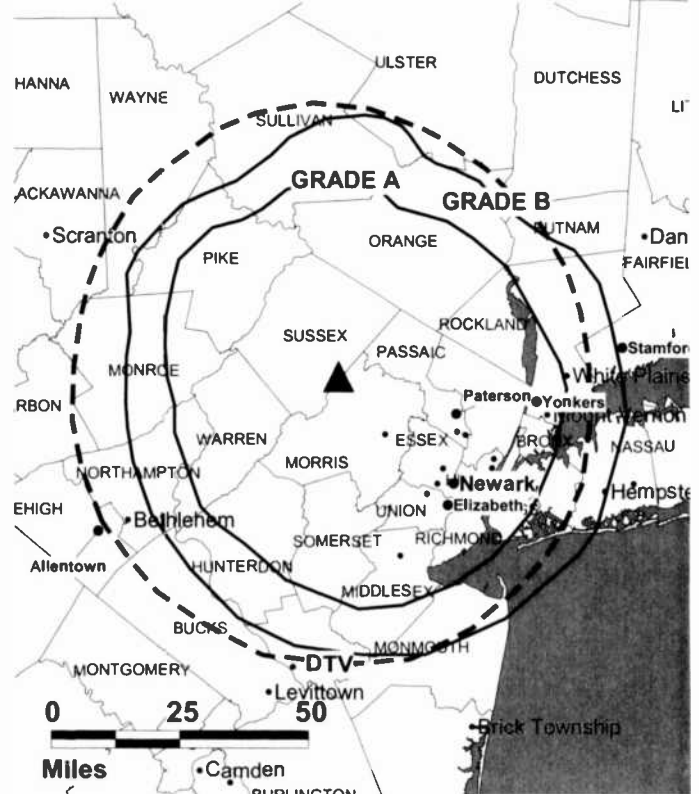 ULSTER
HANNA
WAYNE
DUTCHESS
SULLIVAN
GRADE A
ACKAWANNA
GRADE B
Scranton
PUTNAM
Dan
ORANGE
FAIRFIEL
PIKE
ROCKLAND
SUSSEX
PASSAIC
Stamfor
MONROE
White Plains
RBON
Paterson
Yonkers
Mount Vernon
WARREN
ESSEX
BRONX
NASSAU
MORRIS
NORTHAMPTON
Newark
Hempste
EHIGH
UNION
Elizabeth
Bethlehem
SOMERSET
RICHMOND
Allentown
HUNTERDON
MIDDLESEX
BUCKS
MONMOUTH
DTV
MONTGOMERY
Levittown
0 25 50
Brick Township
Miles
Camden
BURLINGTON